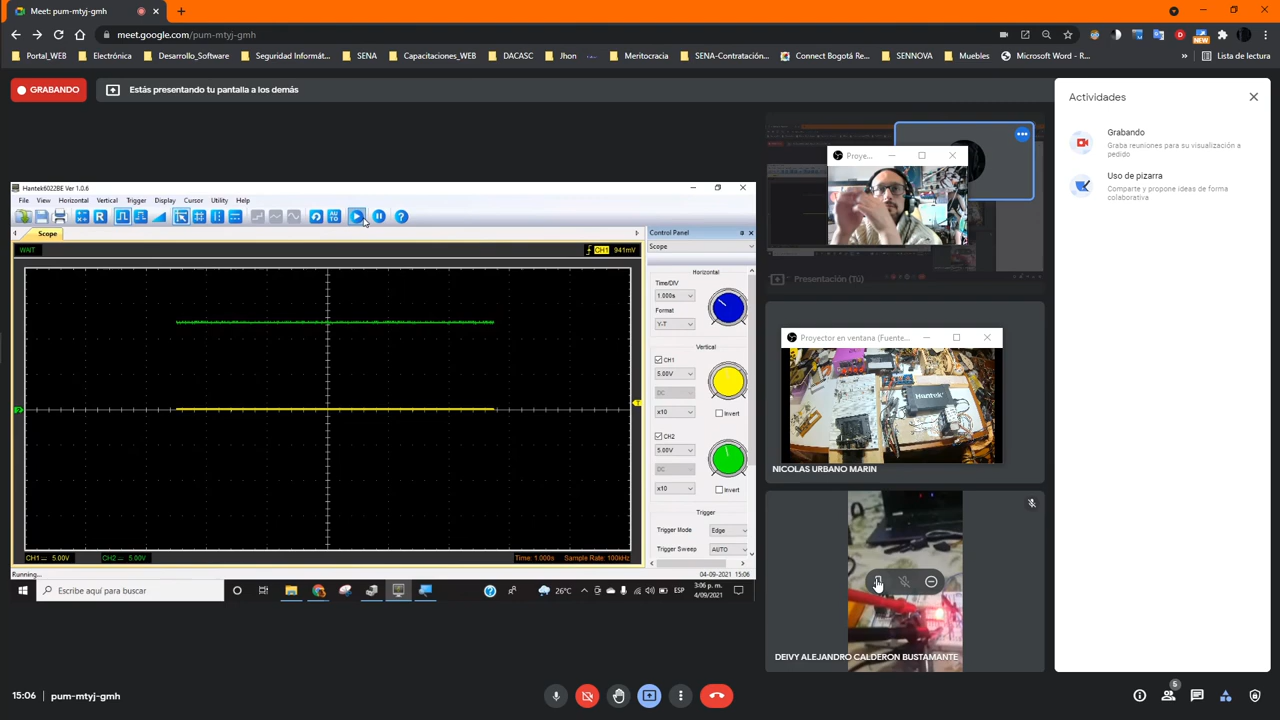 Meet: pum-mtyj-gmh
meet.google.com/pum-mtyj-gmh
Portal_WEB
Electrónica
Desarrollo_Software
Seguridad Informát...
SENA
Capacitaciones_WEB
OCASC
Jhon
Meritocracia
SENA-Contratación...
Connect Bogotá Re...
SENNOVA
Muebles
Microsoft Word - R...
»
Lista de lectura
NEW
GRABANDO
Estás presentando tu pantalla a los demás
Actividades
Grabando
Graba reuniones para su visualización a
pedido
Uso de pizarra
Comparte y propone ideas de forma
colaborativa
Hantek6022BE Ver 1.0.6
File View Horizontal Vertical Trigger Display Cursor Utility Help
Scope
WAIT
CH1 941mV
Control Panel
Scope
Horizontal
Time/DIV
1.000s
Format
Y-T
Vertical
CH1
5.00V
DC
x10
Invert
CH2
5.00V
DC
x10
Invert
Trigger
Trigger Mode Edge
Trigger Sweep AUTO
CH1 5.00V CH2 5.00V Time: 1.000s Sample Rate: 100kHz
Running...
04-09-2021 15:06
Escribe aquí para buscar
26°C
ESP
3:06 p. m.
4/09/2021
Proye...
Presentación (Tú)
Proyector en ventana (Fuente...
Hantek
NICOLAS URBANO MARIN
DEIVY ALEJANDRO CALDERON BUSTAMANTE
15:06 | pum-mtyj-gmh
5